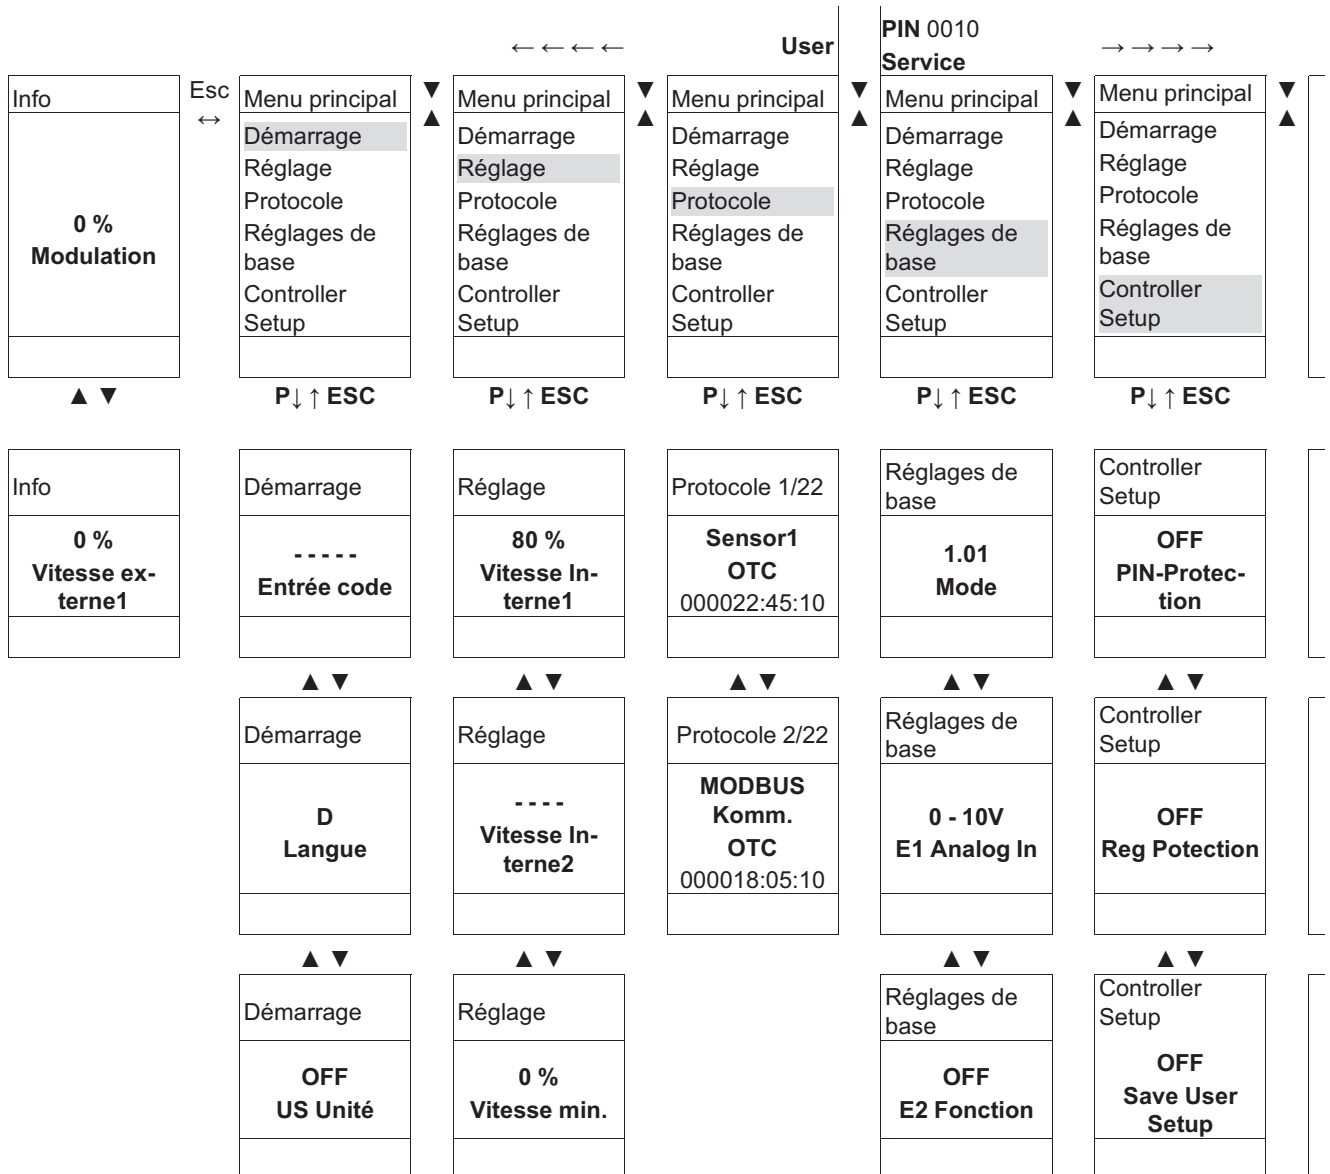 PIN 0010
← ← ← ← User
Service → → → →
Info
Esc
↔
0 %
Modulation
▲ ▼
Menu principal
Démarrage
Réglage
Protocole
Réglages de
base
Controller
Setup
P↓ ↑ ESC
▼
▲
Menu principal
Démarrage
Réglage
Protocole
Réglages de
base
Controller
Setup
P↓ ↑ ESC
▼
▲
Menu principal
Démarrage
Réglage
Protocole
Réglages de
base
Controller
Setup
P↓ ↑ ESC
▼
▲
Menu principal
Démarrage
Réglage
Protocole
Réglages de
base
Controller
Setup
P↓ ↑ ESC
▼
▲
Menu principal
Démarrage
Réglage
Protocole
Réglages de
base
Controller
Setup
P↓ ↑ ESC
▼
▲
Info
0 %
Vitesse ex-
terne1
Démarrage
- - - - -
Entrée code
▲ ▼
Réglage
80 %
Vitesse In-
terne1
▲ ▼
Protocole 1/22
Sensor1
OTC
000022:45:10
▲ ▼
Réglages de
base
1.01
Mode
▲ ▼
Controller
Setup
OFF
PIN-Protec-
tion
▲ ▼
Démarrage
D
Langue
▲ ▼
Réglage
- - - -
Vitesse In-
terne2
▲ ▼
Protocole 2/22
MODBUS
Komm.
OTC
000018:05:10
Réglages de
base
0 - 10V
E1 Analog In
▲ ▼
Controller
Setup
OFF
Reg Potection
▲ ▼
Démarrage
OFF
US Unité
Réglage
0 %
Vitesse min.
Réglages de
base
OFF
E2 Fonction
Controller
Setup
OFF
Save User
Setup